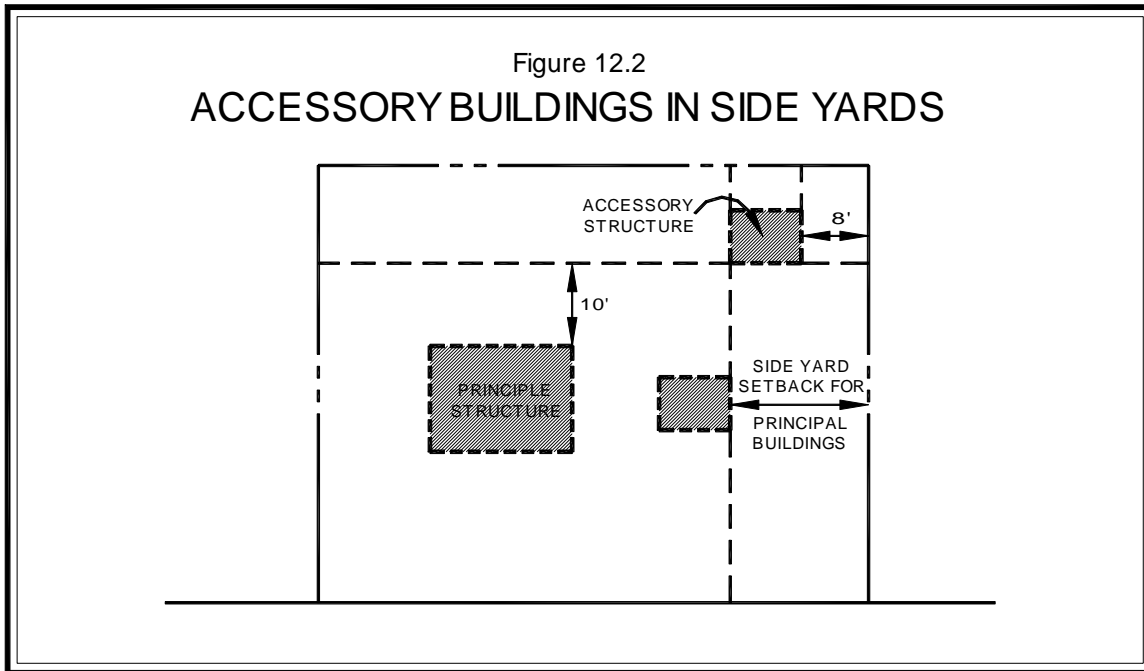 Figure 12.2
ACCESSORY BUILDINGS IN SIDE YARDS
ACCESSORY
STRUCTURE
8'
10'
PRINCIPLE
STRUCTURE
SIDE YARD
SETBACK FOR
PRINCIPAL
BUILDINGS